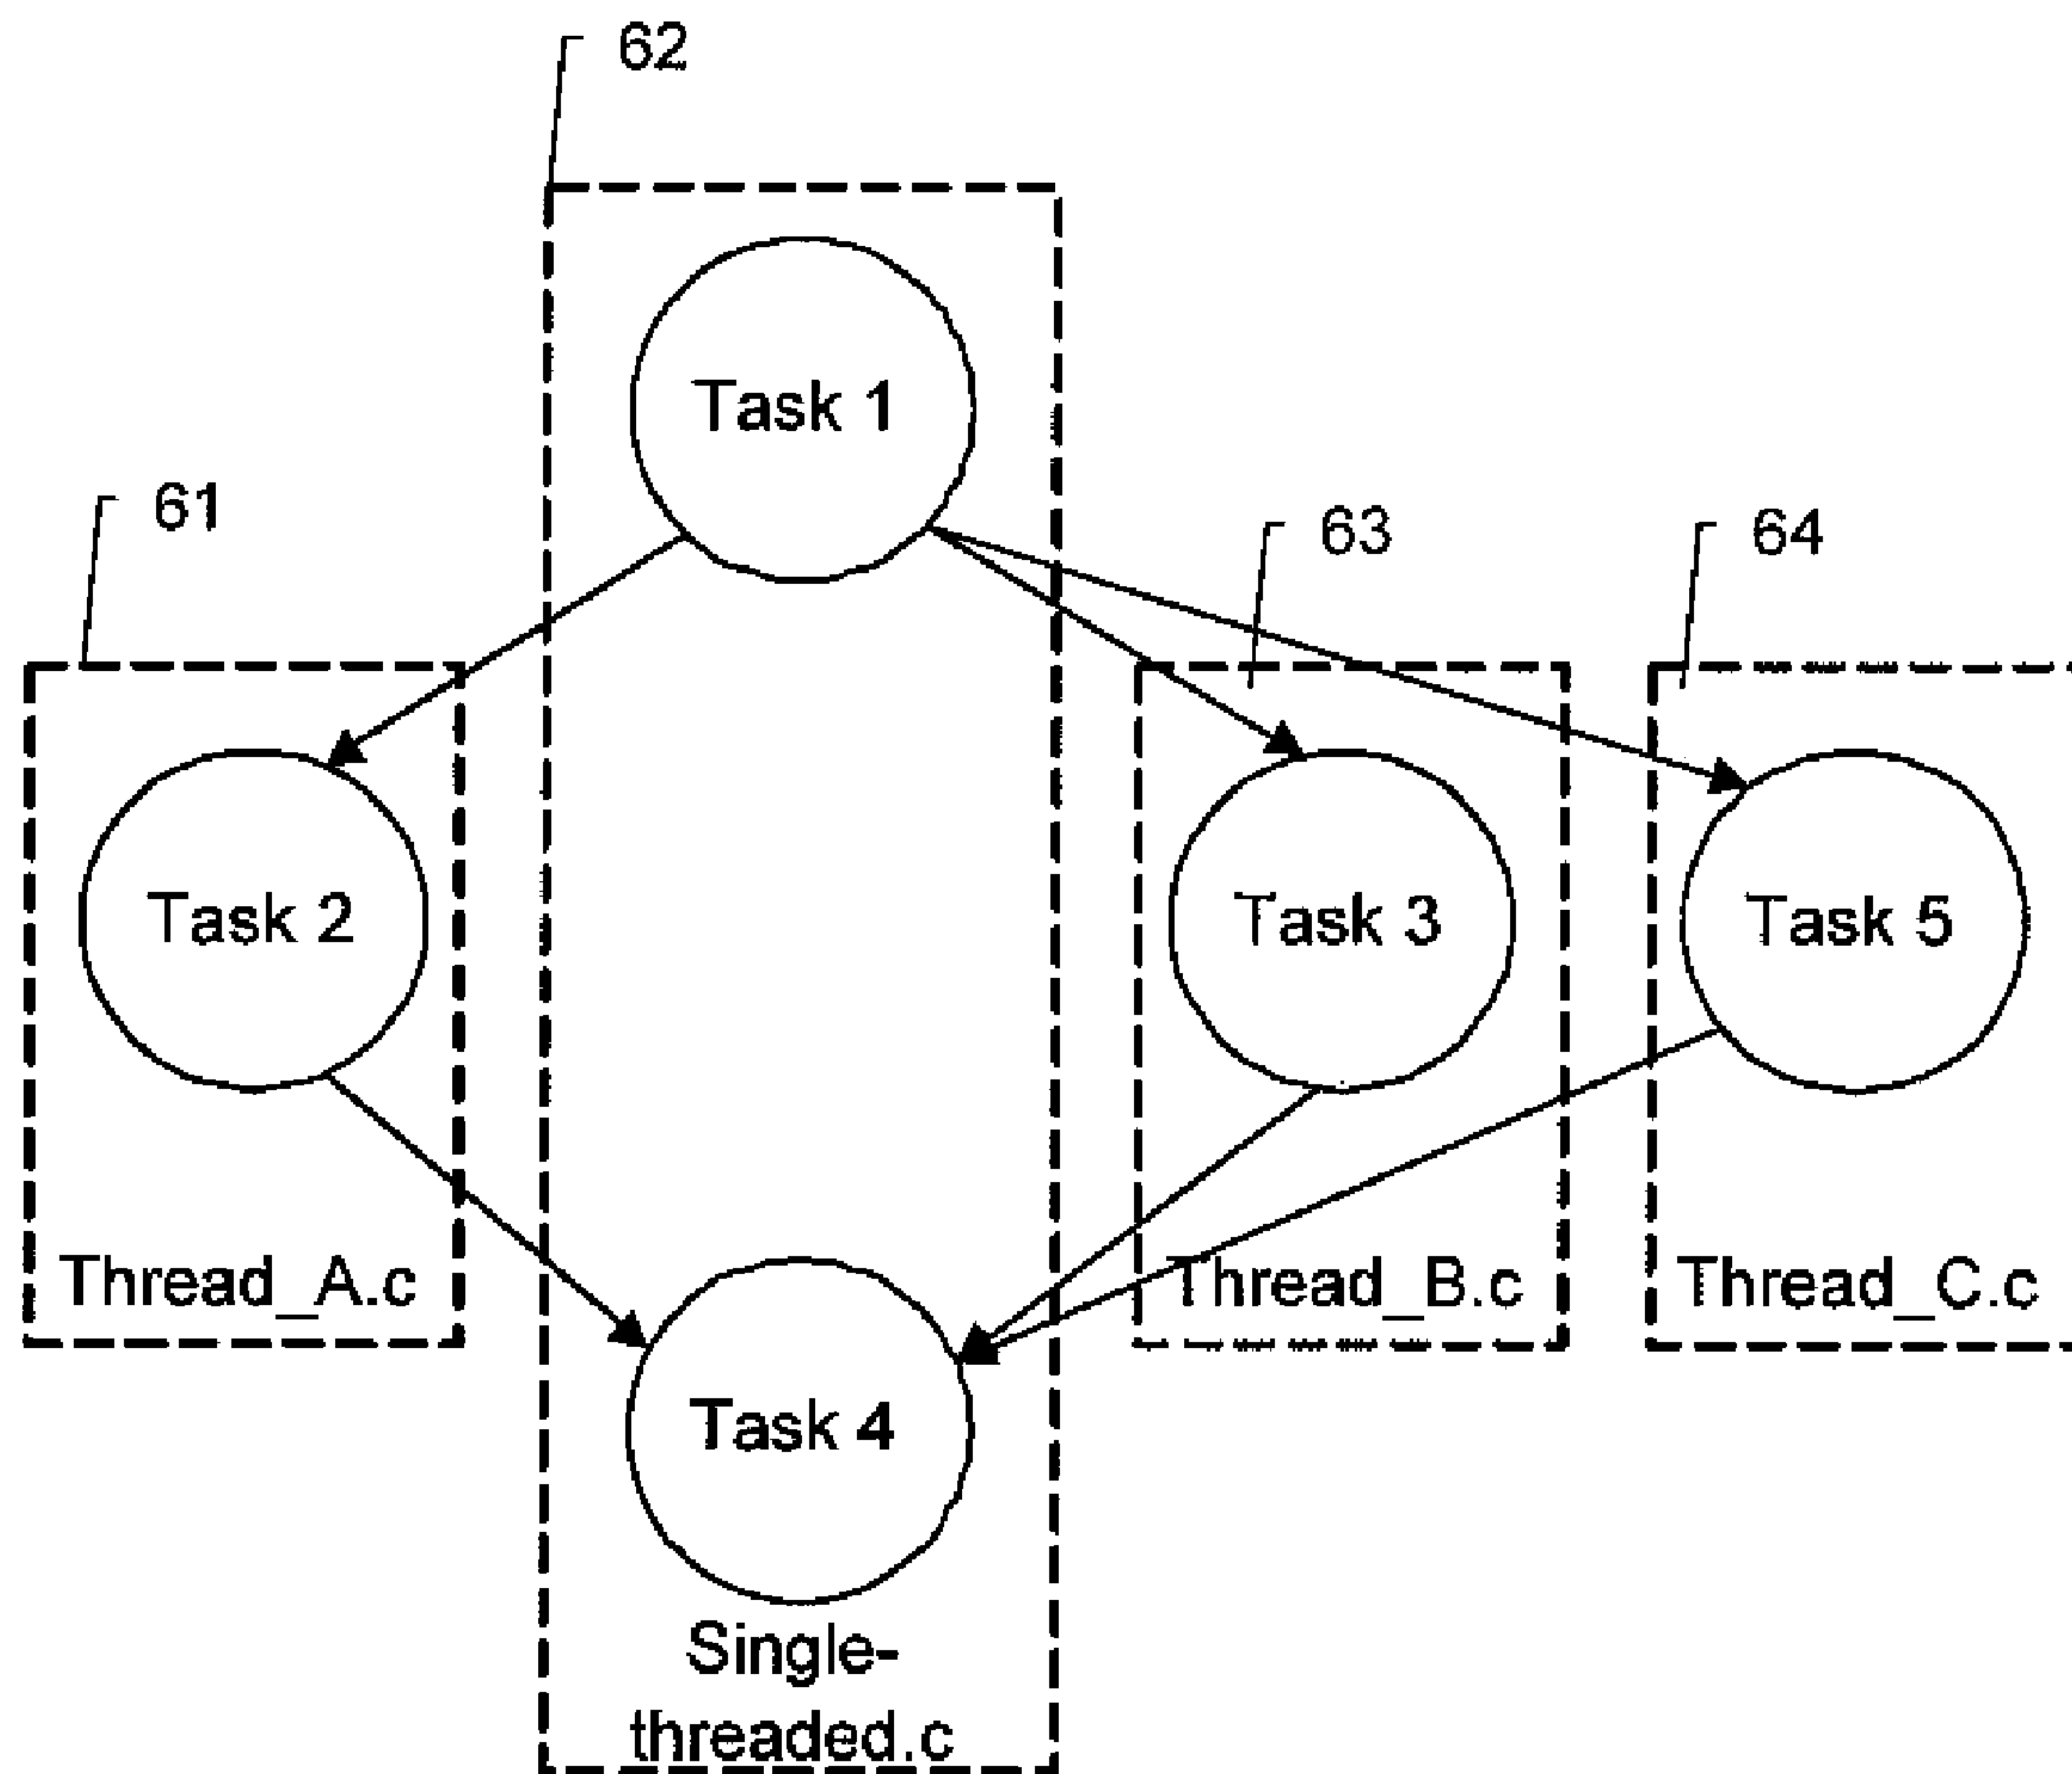 62
Task 1
61
63
64
Task 2
Task 3
Task 5
Thread_A.c
Thread_B.c
Thread_C.c
Task 4
Single-
threaded.c